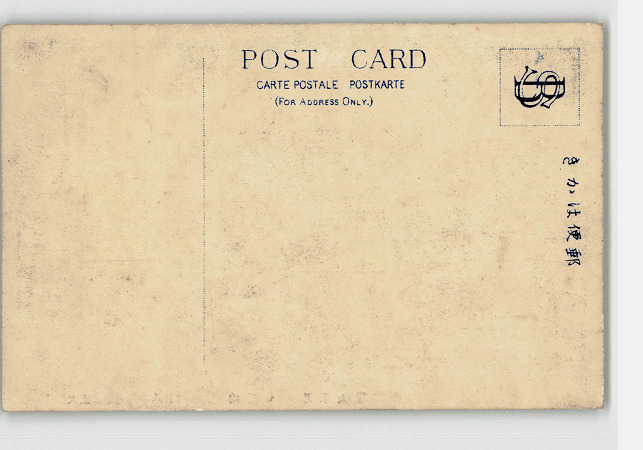 POST CARD
CARTE POSTALE POSTKARTE
(FOR ADDRESS ONLY.)
きかは便郵